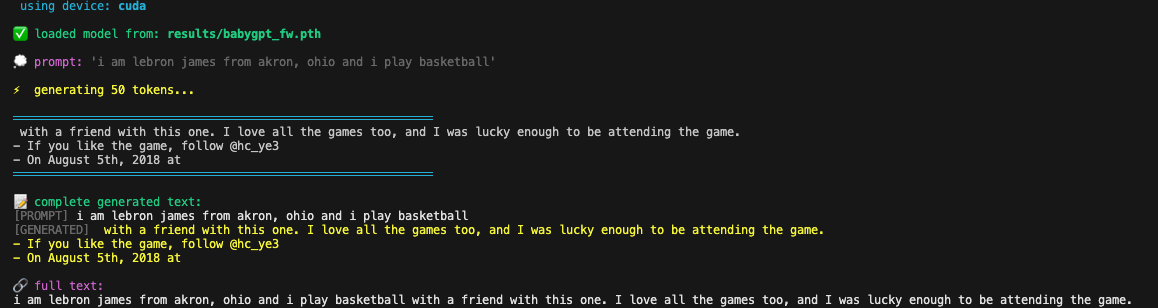 using device: cuda
✅ loaded model from: results/babygpt_fw.pth
💭 prompt: 'i am lebron james from akron, ohio and i play basketball'
⚡ generating 50 tokens...
with a friend with this one. I love all the games too, and I was lucky enough to be attending the game.
- If you like the game, follow @hc_ye3
- On August 5th, 2018 at
📝 complete generated text:
[PROMPT] i am lebron james from akron, ohio and i play basketball
[GENERATED]  with a friend with this one. I love all the games too, and I was lucky enough to be attending the game.
- If you like the game, follow @hc_ye3
- On August 5th, 2018 at
🔗 full text:
i am lebron james from akron, ohio and i play basketball with a friend with this one. I love all the games too, and I was lucky enough to be attending the game.